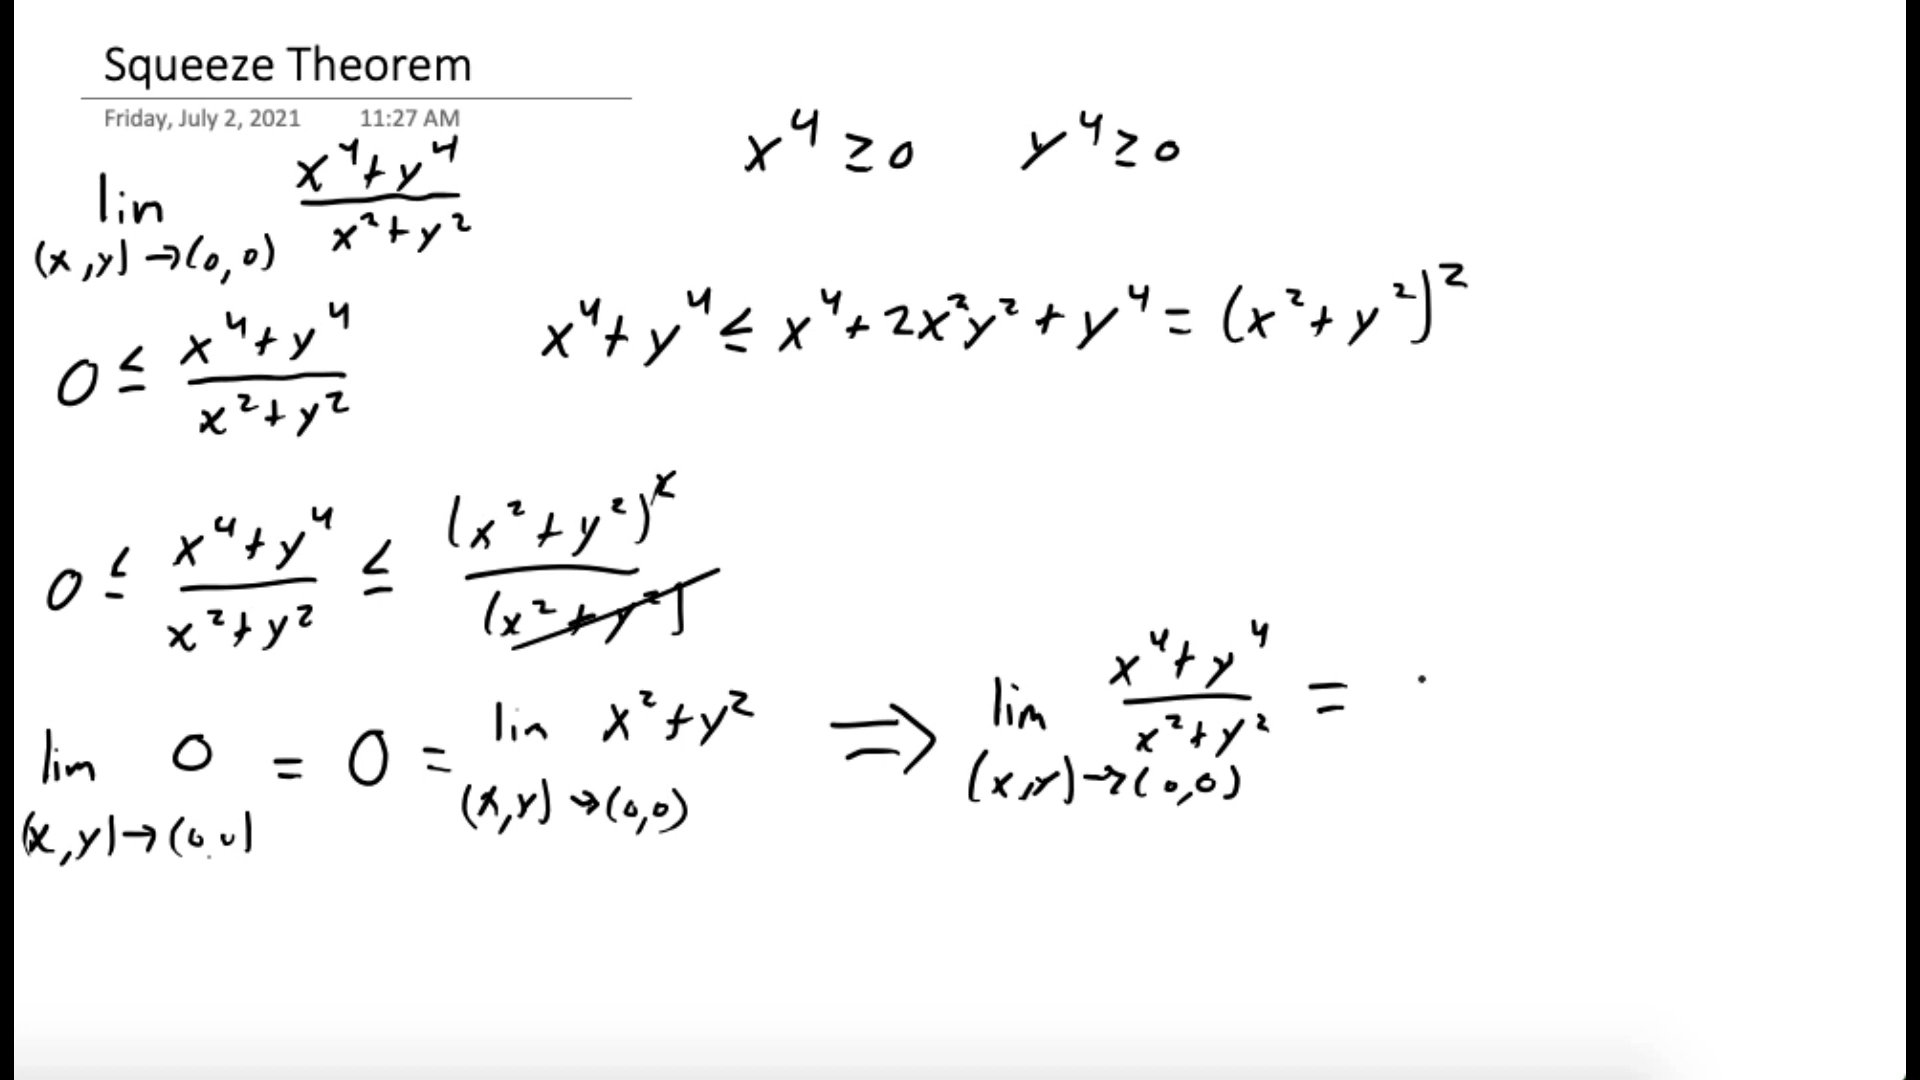 Squeeze Theorem
Friday, July 2, 2021 11:27 AM
x⁴ ≥ 0 y⁴ ≥ 0
lim (x,y)→(0,0) (x⁴+y⁴)/(x²+y²)
0 ≤ (x⁴+y⁴)/(x²+y²)
x⁴+y⁴ ≤ x⁴+2x²y²+y⁴ = (x²+y²)²
0 ≤ (x⁴+y⁴)/(x²+y²) ≤ (x²+y²)²/(x²+y²)
lim (x,y)→(0,0) 0 = 0 = lim (x,y)→(0,0) x²+y² ⇒ lim (x,y)→(0,0) (x⁴+y⁴)/(x²+y²) =